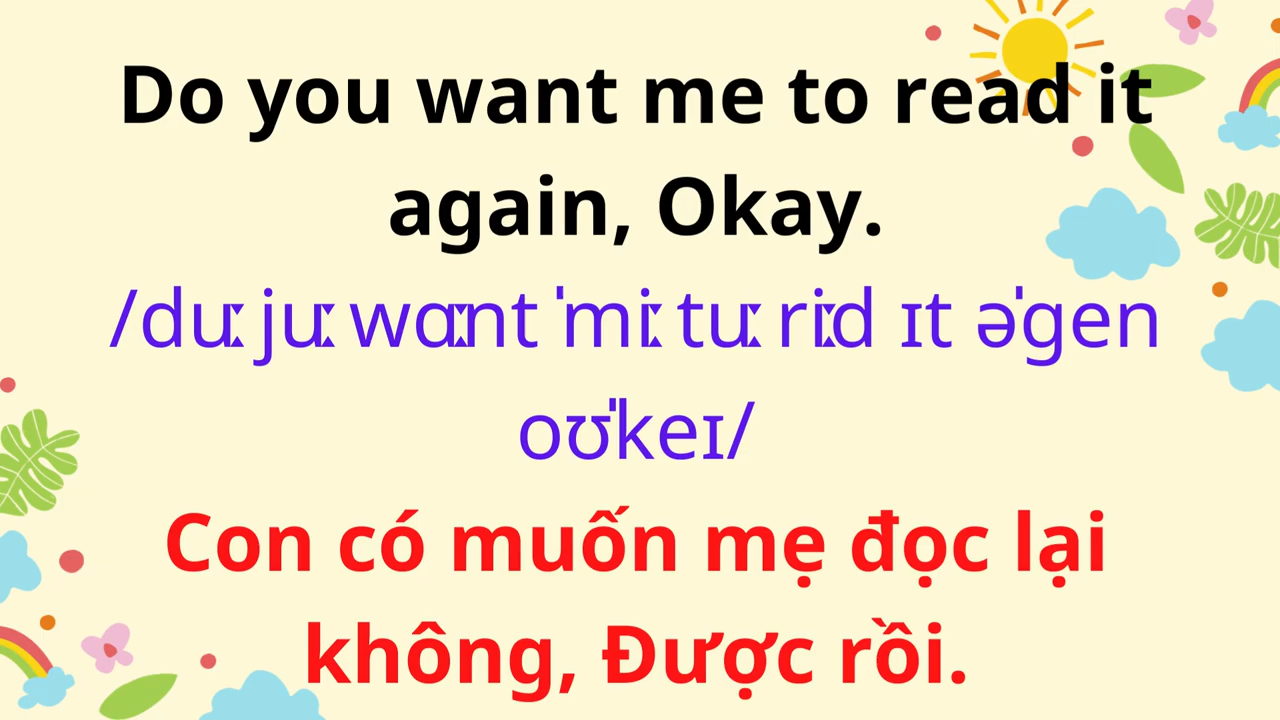 Do you want me to read it
again, Okay.
/duː juː wɑːnt ˈmiː tuː riːd ɪt əˈgen
oʊˈkeɪ/
Con có muốn mẹ đọc lại
không, Được rồi.